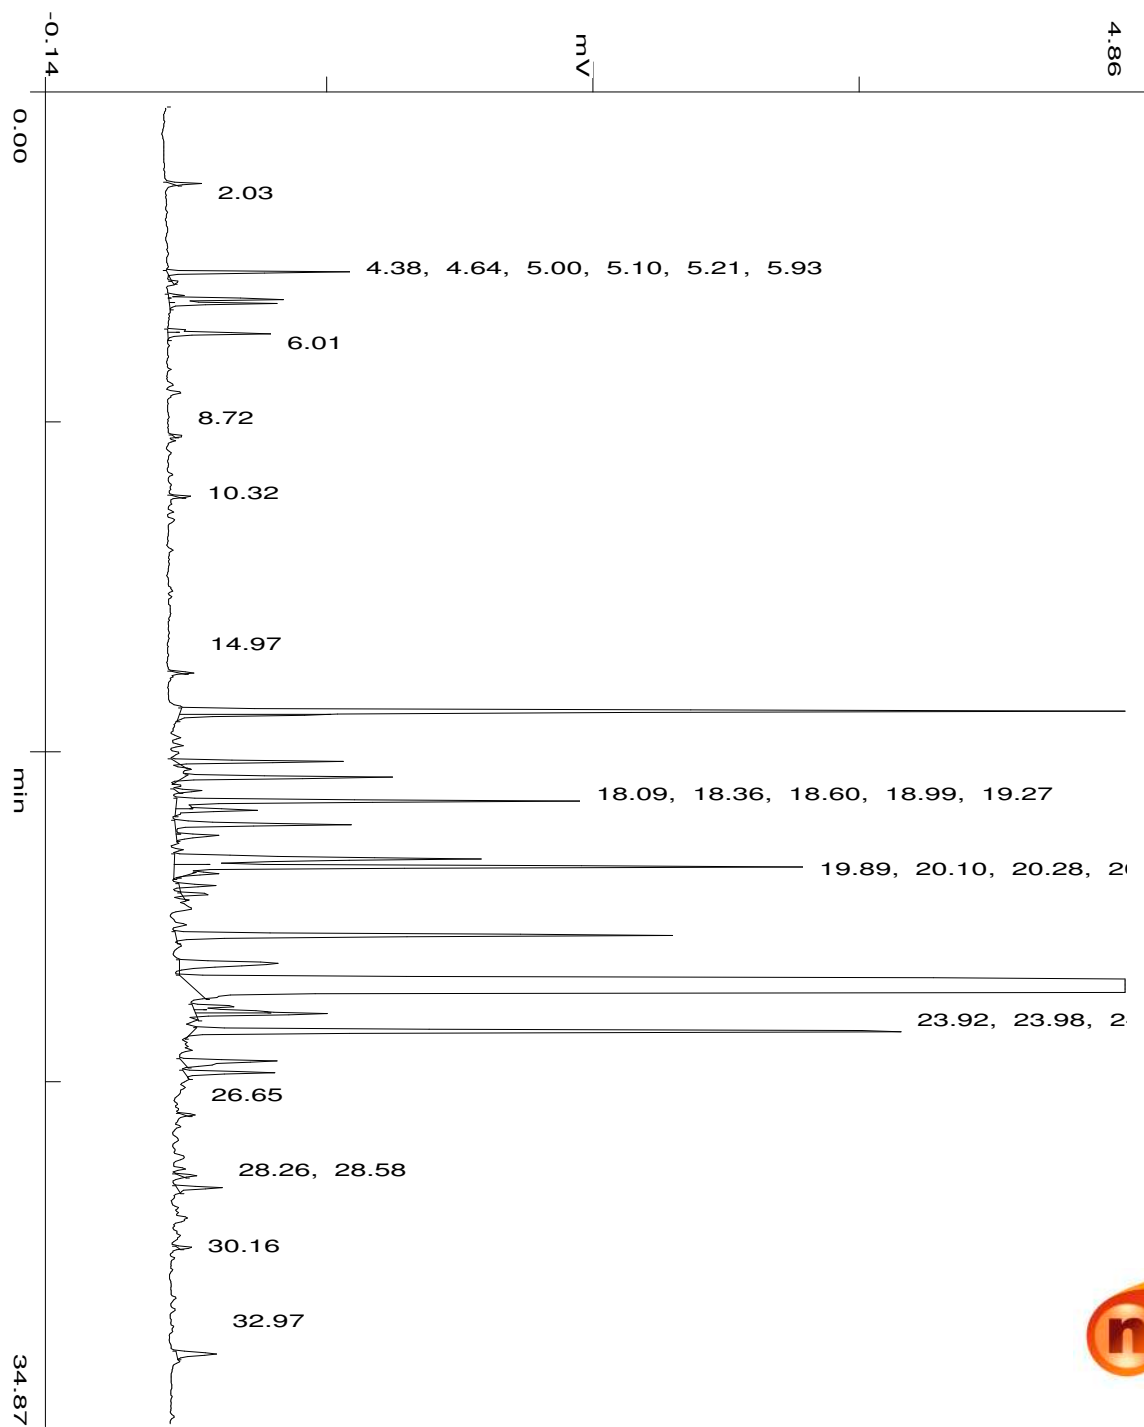 -0.14
mV
4.86
0.00
2.03
4.38, 4.64, 5.00, 5.10, 5.21, 5.93
6.01
8.72
10.32
14.97
min
18.09, 18.36, 18.60, 18.99, 19.27
19.89, 20.10, 20.28,
23.92, 23.98,
26.65
28.26, 28.58
30.16
32.97
34.87
n